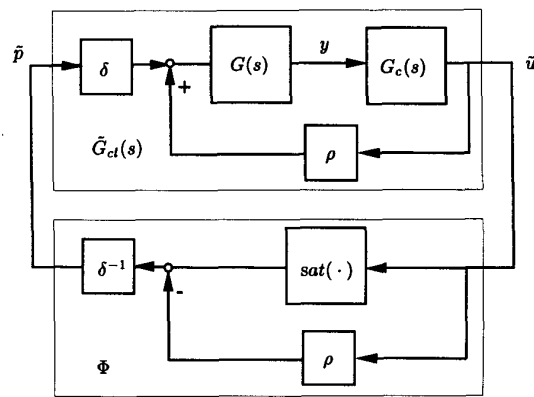 p̃
δ
+
G(s)
y
G_c(s)
ũ
G̃_cl(s)
ρ
δ⁻¹
-
sat( · )
ρ
Φ